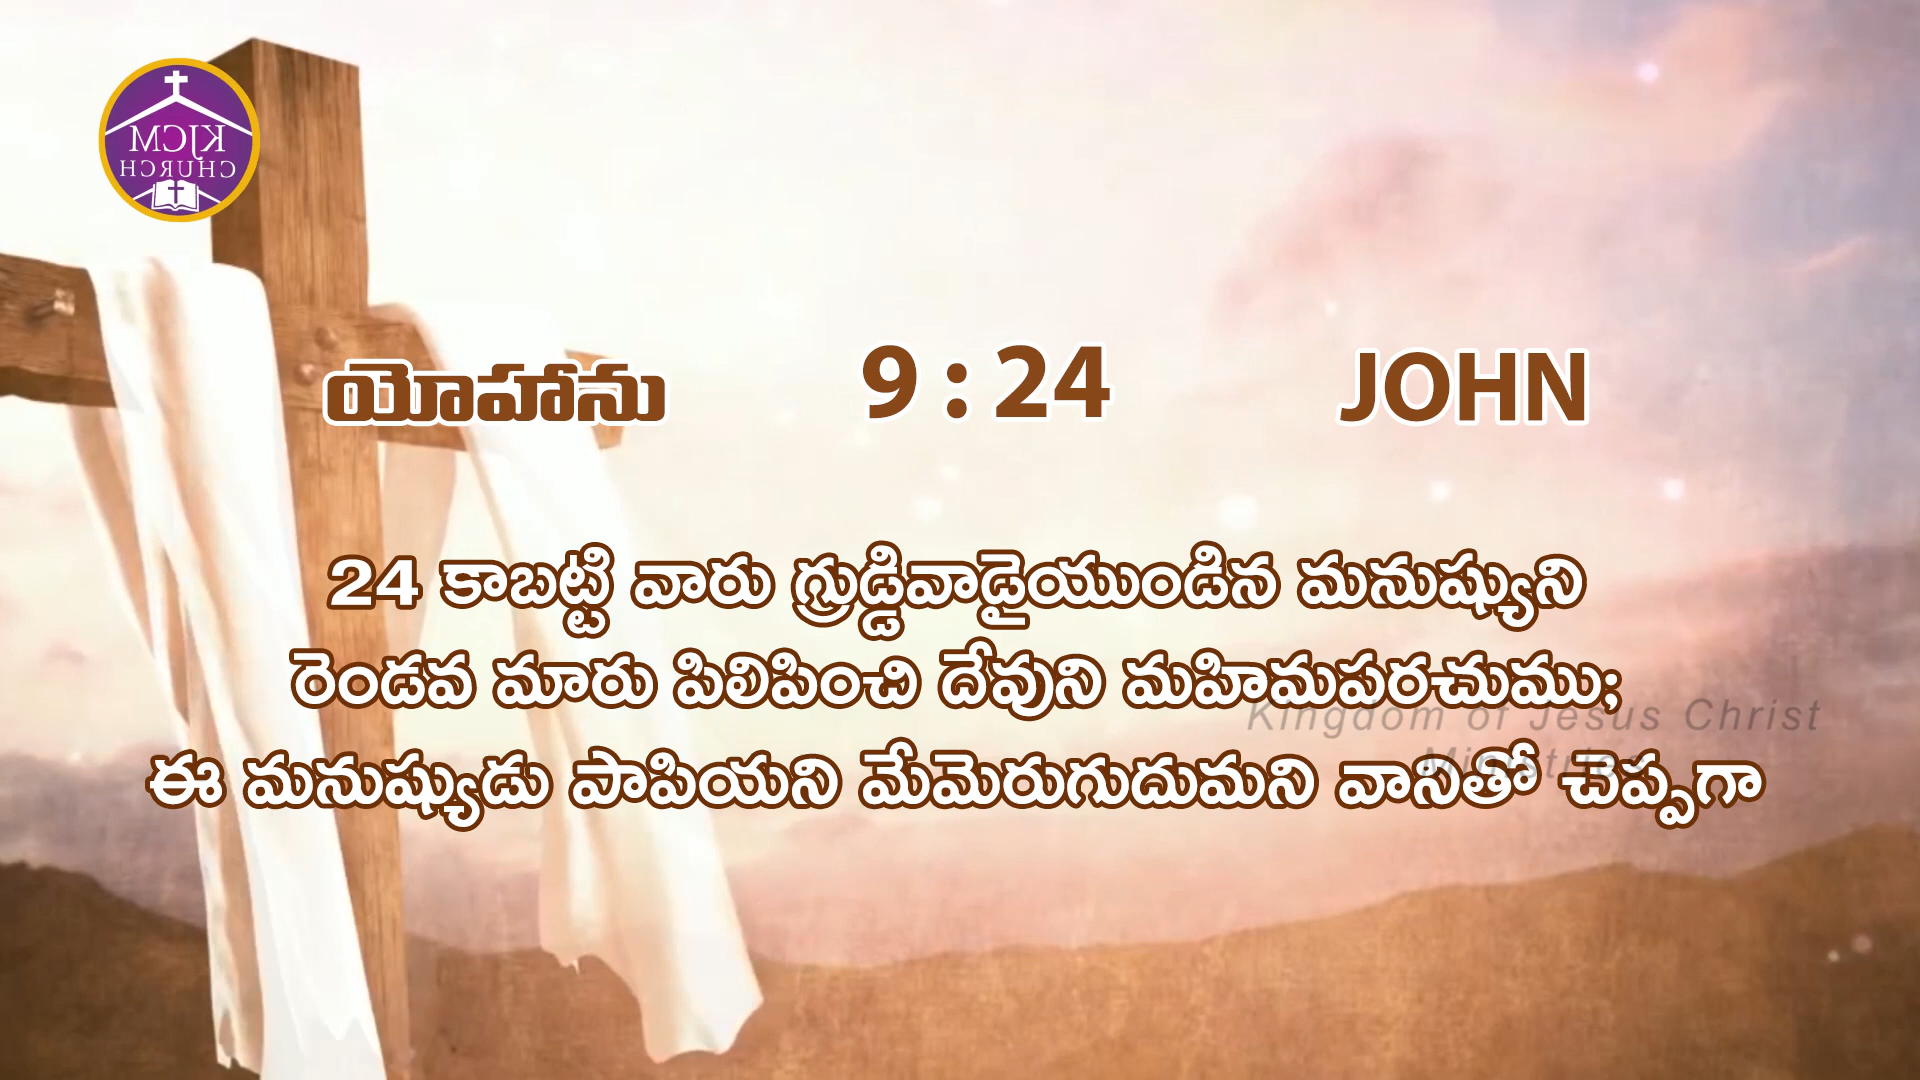 KJCM
CHURCH
యోహాను 9 : 24 JOHN
24 కాబట్టి వారు గ్రుడ్డివాడైయుండిన మనుష్యుని
రెండవ మారు పిలిపించి దేవుని మహిమపరచుము;
ఈ మనుష్యుడు పాపియని మేమెరుగుదుమని వానితో చెప్పగా
Kingdom of Jesus Christ
Ministries